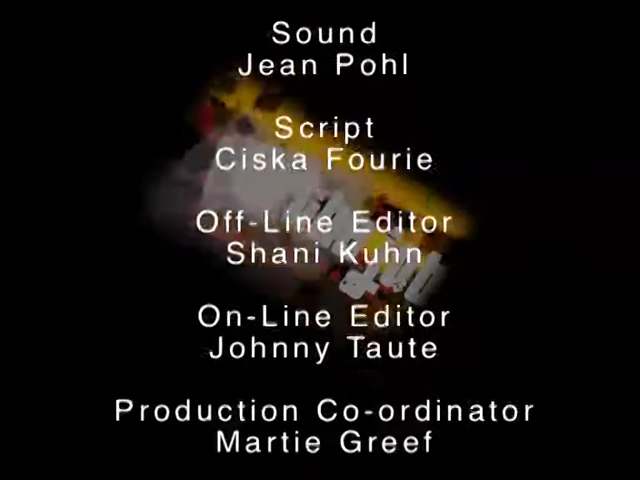 Sound
Jean Pohl
Script
Ciska Fourie
Off-Line Editor
Shani Kuhn
On-Line Editor
Johnny Taute
Production Co-ordinator
Martie Greef